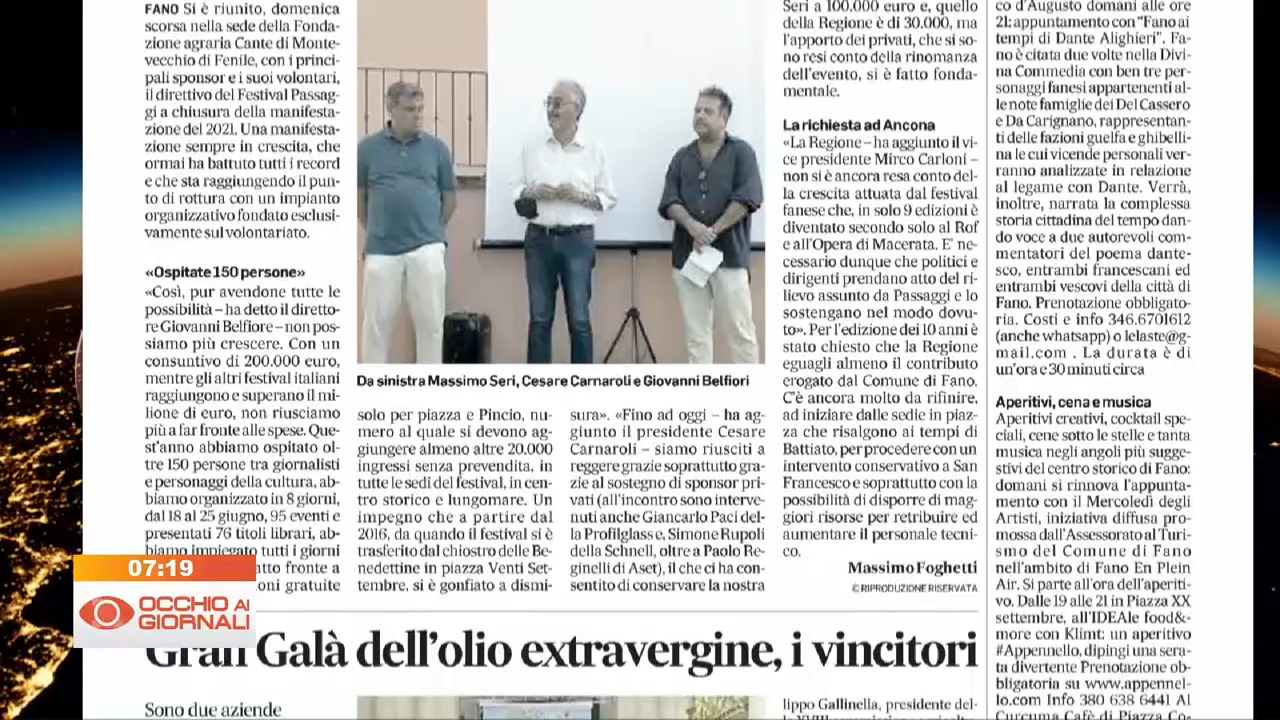 FANO Si è riunito, domenica
scorsa nella sede della Fonda-
zione agraria Cante di Monte-
vecchio di Fenile, con i princi-
pali sponsor e i suoi volontari,
il direttivo del Festival Passag-
gi a chiusura della manifesta-
zione del 2021. Una manifesta-
zione sempre in crescita, che
ormai ha battuto tutti i record
e che sta raggiungendo il pun-
to di rottura con un impianto
organizzativo fondato esclusi-
vamente sul volontariato.
«Ospitate 150 persone»
«Così, pur avendone tutte le
possibilità – ha detto il diretto-
re Giovanni Belfiore – non pos-
siamo più crescere. Con un
consuntivo di 200.000 euro,
mentre gli altri festival italiani
raggiungono e superano il mi-
lione di euro, non riusciamo
più a far fronte alle spese. Que-
st'anno abbiamo ospitato ol-
tre 150 persone tra giornalisti
e personaggi della cultura, ab-
biamo organizzato in 8 giorni,
dal 18 al 25 giugno, 95 eventi e
presentati 76 titoli librari, ab-
biamo impiegato tutti i giorni
atto fronte a
oni gratuite
Da sinistra Massimo Seri, Cesare Carnaroli e Giovanni Belfiori
solo per piazza e Pincio, nu-
mero al quale si devono ag-
giungere almeno altre 20.000
ingressi senza prevendita, in
tutte le sedi del festival, in cen-
tro storico e lungomare. Un
impegno che a partire dal
2016, da quando il festival si è
trasferito dal chiostro delle Be-
nedettine in piazza Venti Set-
tembre, si è gonfiato a dismi-
sura». «Fino ad oggi – ha ag-
giunto il presidente Cesare
Carnaroli – siamo riusciti a
reggere grazie soprattutto gra-
zie al sostegno di sponsor pri-
vati (all'incontro sono interve-
nuti anche Giancarlo Paci del-
la Profilglass e, Simone Rupoli
della Schnell, oltre a Paolo Re-
ginelli di Aset), il che ci ha con-
sentito di conservare la nostra
Seri a 100.000 euro e, quello
della Regione è di 30.000, ma
l'apporto dei privati, che si so-
no resi conto della rinomanza
dell'evento, si è fatto fonda-
mentale.
La richiesta ad Ancona
«La Regione – ha aggiunto il vi-
ce presidente Mirco Carloni –
non si è ancora resa conto del-
la crescita attuata dal festival
fanese che, in solo 9 edizioni è
diventato secondo solo al Rof
e all'Opera di Macerata. E' ne-
cessario dunque che politici e
dirigenti prendano atto del ri-
lievo assunto da Passaggi e lo
sostengano nel modo dovu-
to». Per l'edizione dei 10 anni è
stato chiesto che la Regione
eguagli almeno il contributo
erogato dal Comune di Fano.
C'è ancora molto da rifinire,
ad iniziare dalle sedie in piaz-
za che risalgono ai tempi di
Battiato, per procedere con un
intervento conservativo a San
Francesco e soprattutto con la
possibilità di disporre di mag-
giori risorse per retribuire ed
aumentare il personale tecni-
co.
Massimo Foghetti
© RIPRODUZIONE RISERVATA
co d'Augusto domani alle ore
21; appuntamento con "Fano ai
tempi di Dante Alighieri". Fa-
no è citata due volte nella Divi-
na Commedia con ben tre per-
sonaggi fanesi appartenenti al-
le note famiglie dei Del Cassero
e Da Carignano, rappresentan-
ti delle fazioni guelfa e ghibelli-
na le cui vicende personali ver-
ranno analizzate in relazione
al legame con Dante. Verrà,
inoltre, narrata la complessa
storia cittadina del tempo dan-
do voce a due autorevoli com-
mentatori del poema dante-
sco, entrambi francescani ed
entrambi vescovi della città di
Fano. Prenotazione obbligato-
ria. Costi e info 346.6701612
(anche whatsapp) o lelaste@g-
mail.com . La durata è di
un'ora e 30 minuti circa
Aperitivi, cena e musica
Aperitivi creativi, cocktail spe-
ciali, cene sotto le stelle e tanta
musica negli angoli più sugge-
stivi del centro storico di Fano:
domani si rinnova l'appunta-
mento con il Mercoledì degli
Artisti, iniziativa diffusa pro-
mossa dall'Assessorato al Turi-
smo del Comune di Fano
nell'ambito di Fano En Plein
Air. Si parte all'ora dell'aperiti-
vo. Dalle 19 alle 21 in Piazza XX
settembre, all'IDEAle food&
more con Klimt: un aperitivo
#Appennello, dipingi una sera-
ta divertente Prenotazione ob-
bligatoria su www.appennel-
lo.com Info 380 638 6441 Al
Curcuma Cafè di Piazza Co-
07:19
OCCHIO AI
GIORNALI
Gran Galà dell'olio extravergine, i vincitori
Sono due aziende
lippo Gallinella, presidente del-